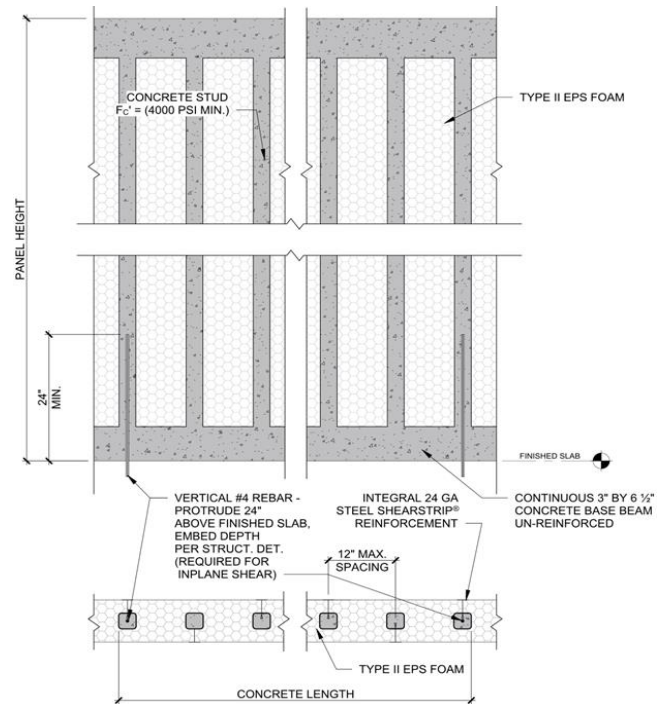 CONCRETE STUD
Fc' = (4000 PSI MIN.)
TYPE II EPS FOAM
PANEL HEIGHT
24"
MIN.
FINISHED SLAB
VERTICAL #4 REBAR -
PROTRUDE 24"
ABOVE FINISHED SLAB,
EMBED DEPTH
PER STRUCT. DET.
(REQUIRED FOR
INPLANE SHEAR)
INTEGRAL 24 GA
STEEL SHEARSTRIP®
REINFORCEMENT
CONTINUOUS 3" BY 6 ½"
CONCRETE BASE BEAM
UN-REINFORCED
12" MAX.
SPACING
TYPE II EPS FOAM
CONCRETE LENGTH